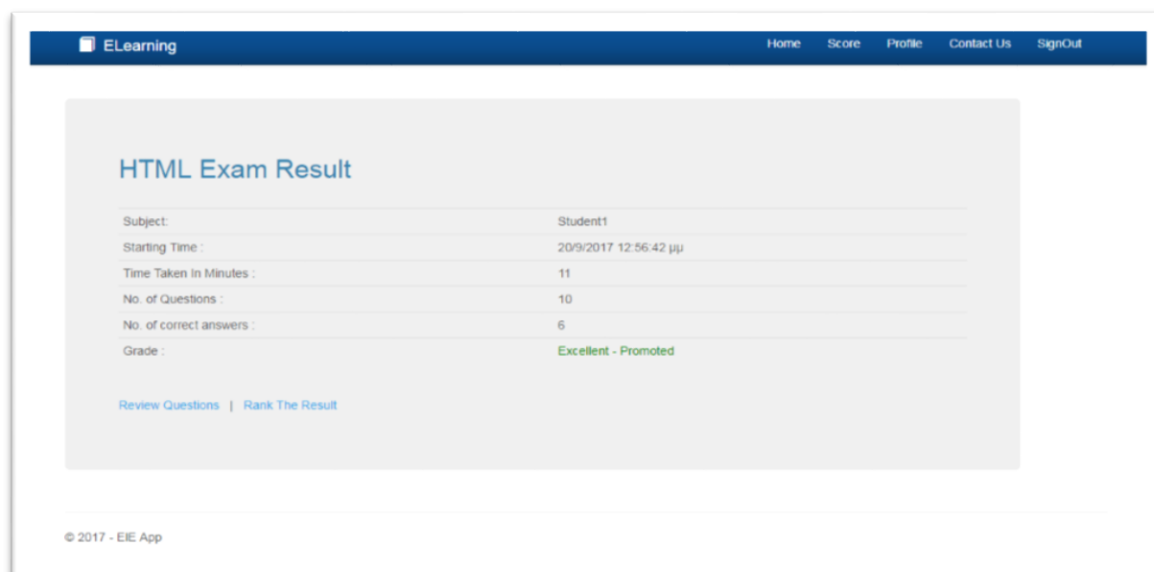 ELearning Home Score Profile Contact Us SignOut
HTML Exam Result
Subject: Student1
Starting Time : 20/9/2017 12:56:42 μμ
Time Taken In Minutes : 11
No. of Questions : 10
No. of correct answers : 6
Grade : Excellent - Promoted
Review Questions | Rank The Result
© 2017 - EIE App